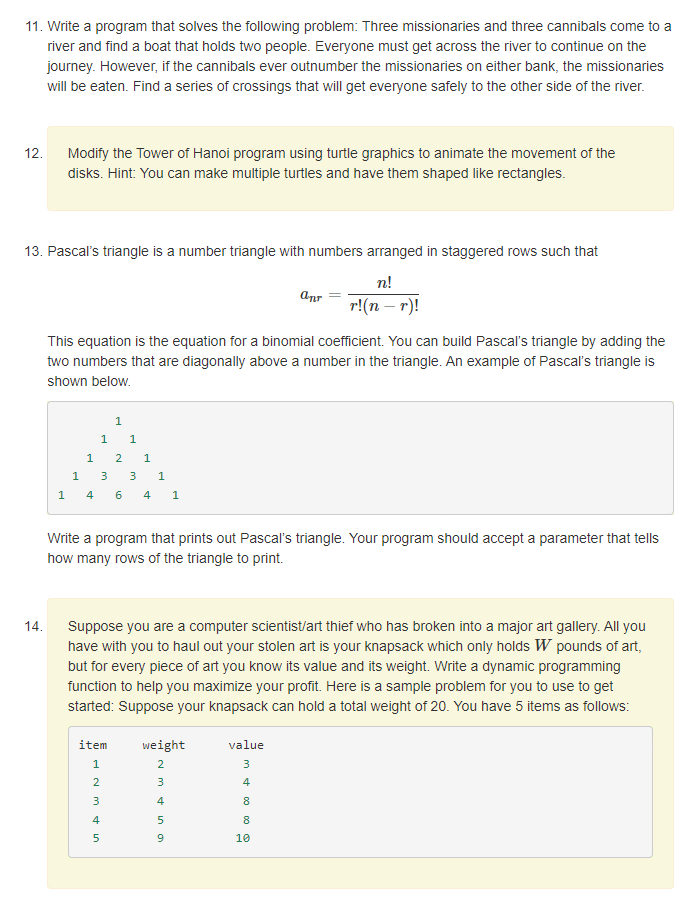 11. Write a program that solves the following problem: Three missionaries and three cannibals come to a
river and find a boat that holds two people. Everyone must get across the river to continue on the
journey. However, if the cannibals ever outnumber the missionaries on either bank, the missionaries
will be eaten. Find a series of crossings that will get everyone safely to the other side of the river.
12. Modify the Tower of Hanoi program using turtle graphics to animate the movement of the
disks. Hint: You can make multiple turtles and have them shaped like rectangles.
13. Pascal's triangle is a number triangle with numbers arranged in staggered rows such that
aₙᵣ = n! / r!(n − r)!
This equation is the equation for a binomial coefficient. You can build Pascal's triangle by adding the
two numbers that are diagonally above a number in the triangle. An example of Pascal's triangle is
shown below.
1
1 1
1 2 1
1 3 3 1
1 4 6 4 1
Write a program that prints out Pascal's triangle. Your program should accept a parameter that tells
how many rows of the triangle to print.
14. Suppose you are a computer scientist/art thief who has broken into a major art gallery. All you
have with you to haul out your stolen art is your knapsack which only holds W pounds of art,
but for every piece of art you know its value and its weight. Write a dynamic programming
function to help you maximize your profit. Here is a sample problem for you to use to get
started: Suppose your knapsack can hold a total weight of 20. You have 5 items as follows:
item weight value
1 2 3
2 3 4
3 4 8
4 5 8
5 9 10